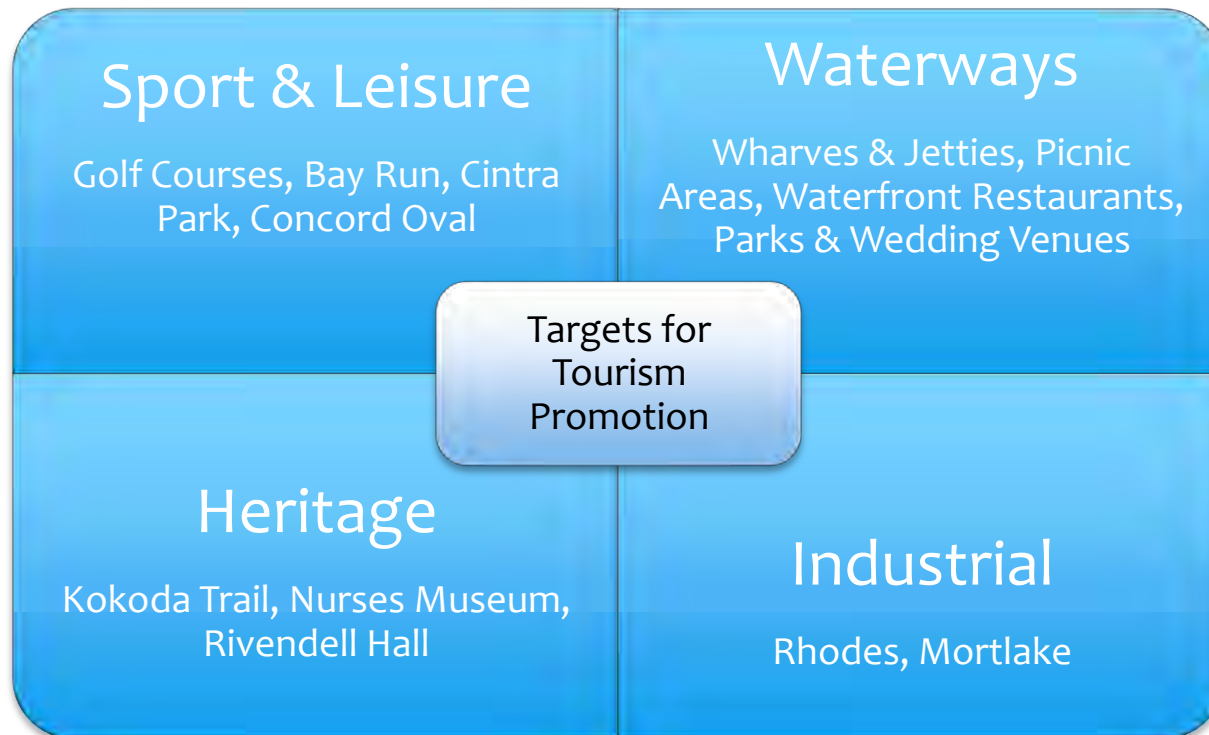 Sport & Leisure
Golf Courses, Bay Run, Cintra
Park, Concord Oval
Waterways
Wharves & Jetties, Picnic
Areas, Waterfront Restaurants,
Parks & Wedding Venues
Targets for
Tourism
Promotion
Heritage
Kokoda Trail, Nurses Museum,
Rivendell Hall
Industrial
Rhodes, Mortlake